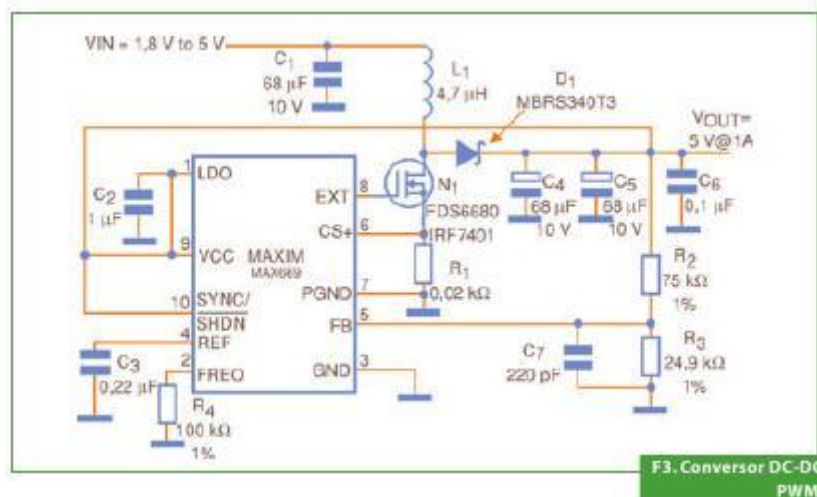 VIN = 1,8 V to 5 V
C1
68 µF
10 V
L1
4,7 µH
D1
MBRS340T3
VOUT=
5 V@1A
1
LDO
C2
1 µF
EXT
8
N1
FDS6680
IRF7401
C4
68 µF
10 V
C5
68 µF
10 V
C6
0,1 µF
CS+
6
9
VCC
MAXIM
MAX669
R1
0,02 kΩ
R2
75 kΩ
1%
PGND
7
10
SYNC/
SHDN
FB
5
4
REF
C3
0,22 µF
2
FREQ
GND
3
C7
220 pF
R3
24,9 kΩ
1%
R4
100 kΩ
1%
F3. Conversor DC-DC
PWM